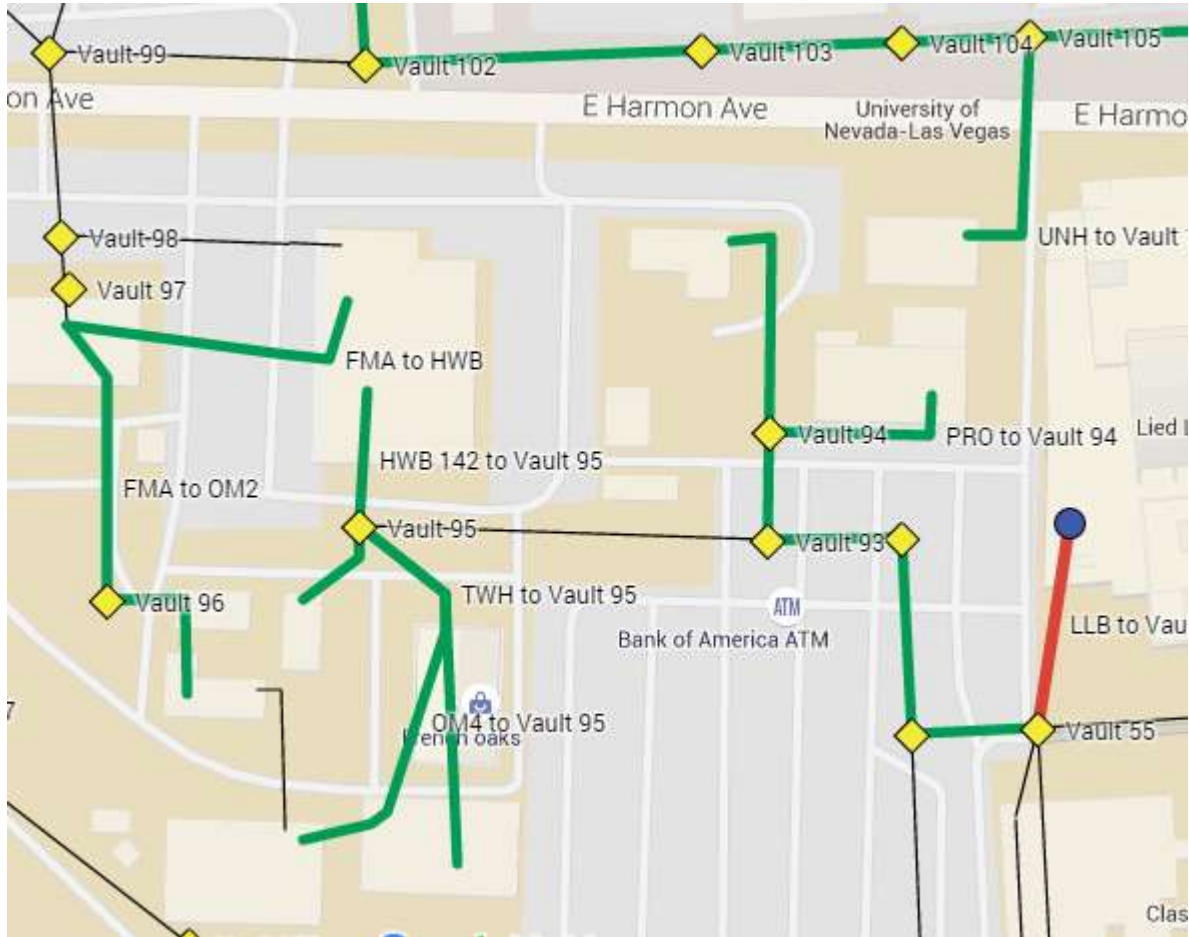 Vault 99
Vault 102
Vault 103
Vault 104
Vault 105
on Ave
E Harmon Ave
University of
Nevada-Las Vegas
E Harmo
Vault 98
UNH to Vault
Vault 97
FMA to HWB
Vault 94
PRO to Vault 94
Lied L
HWB 142 to Vault 95
FMA to OM2
Vault 95
Vault 93
Vault 96
TWH to Vault 95
ATM
Bank of America ATM
LLB to Vau
7
OM4 to Vault 95
oaks
Vault 55
Clas